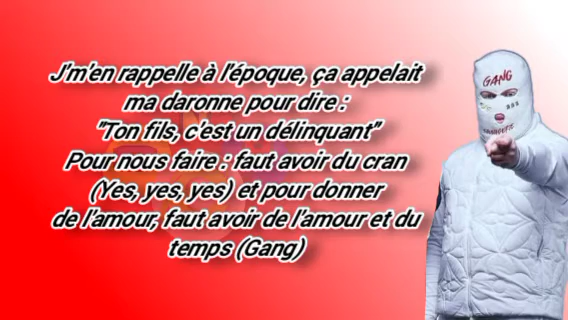 J'm'en rappelle à l'époque, ça appelait
ma daronne pour dire :
"Ton fils, c'est un délinquant"
Pour nous faire : faut avoir du cran
(Yes, yes, yes) et pour donner
de l'amour, faut avoir de l'amour et du
temps (Gang)
GANG